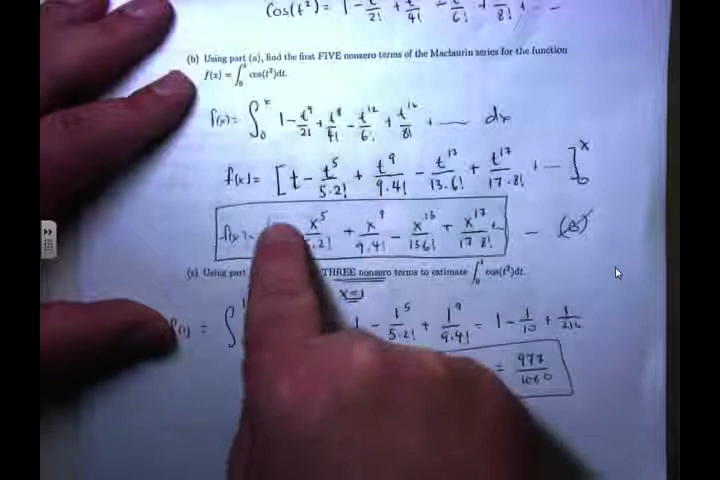 Cos(t²) = 1 - t⁴/2! + t⁸/4! - t¹²/6! + t¹⁶/8! + - ...
(b) Using part (a), find the first FIVE nonzero terms of the Maclaurin series for the function
f(x) = ∫₀ˣ cos(t²)dt.
f(x) = ∫₀ˣ 1 - t⁴/2! + t⁸/4! - t¹²/6! + t¹⁶/8! + ... dx
f(x) = [t - t⁵/5·2! + t⁹/9·4! - t¹³/13·6! + t¹⁷/17·8! + ...]₀ˣ
f(x) = x⁵/5·2! + x⁹/9·4! - x¹³/13 6! + x¹⁷/17 8! + - (0)
(c) Using part THREE nonzero terms to estimate ∫₀¹ cos(t²)dt.
x=1
f(1) = ∫ 1 - 1⁵/5·2! + 1⁹/9·4! = 1 - 1/10 + 1/216
= 977/1080